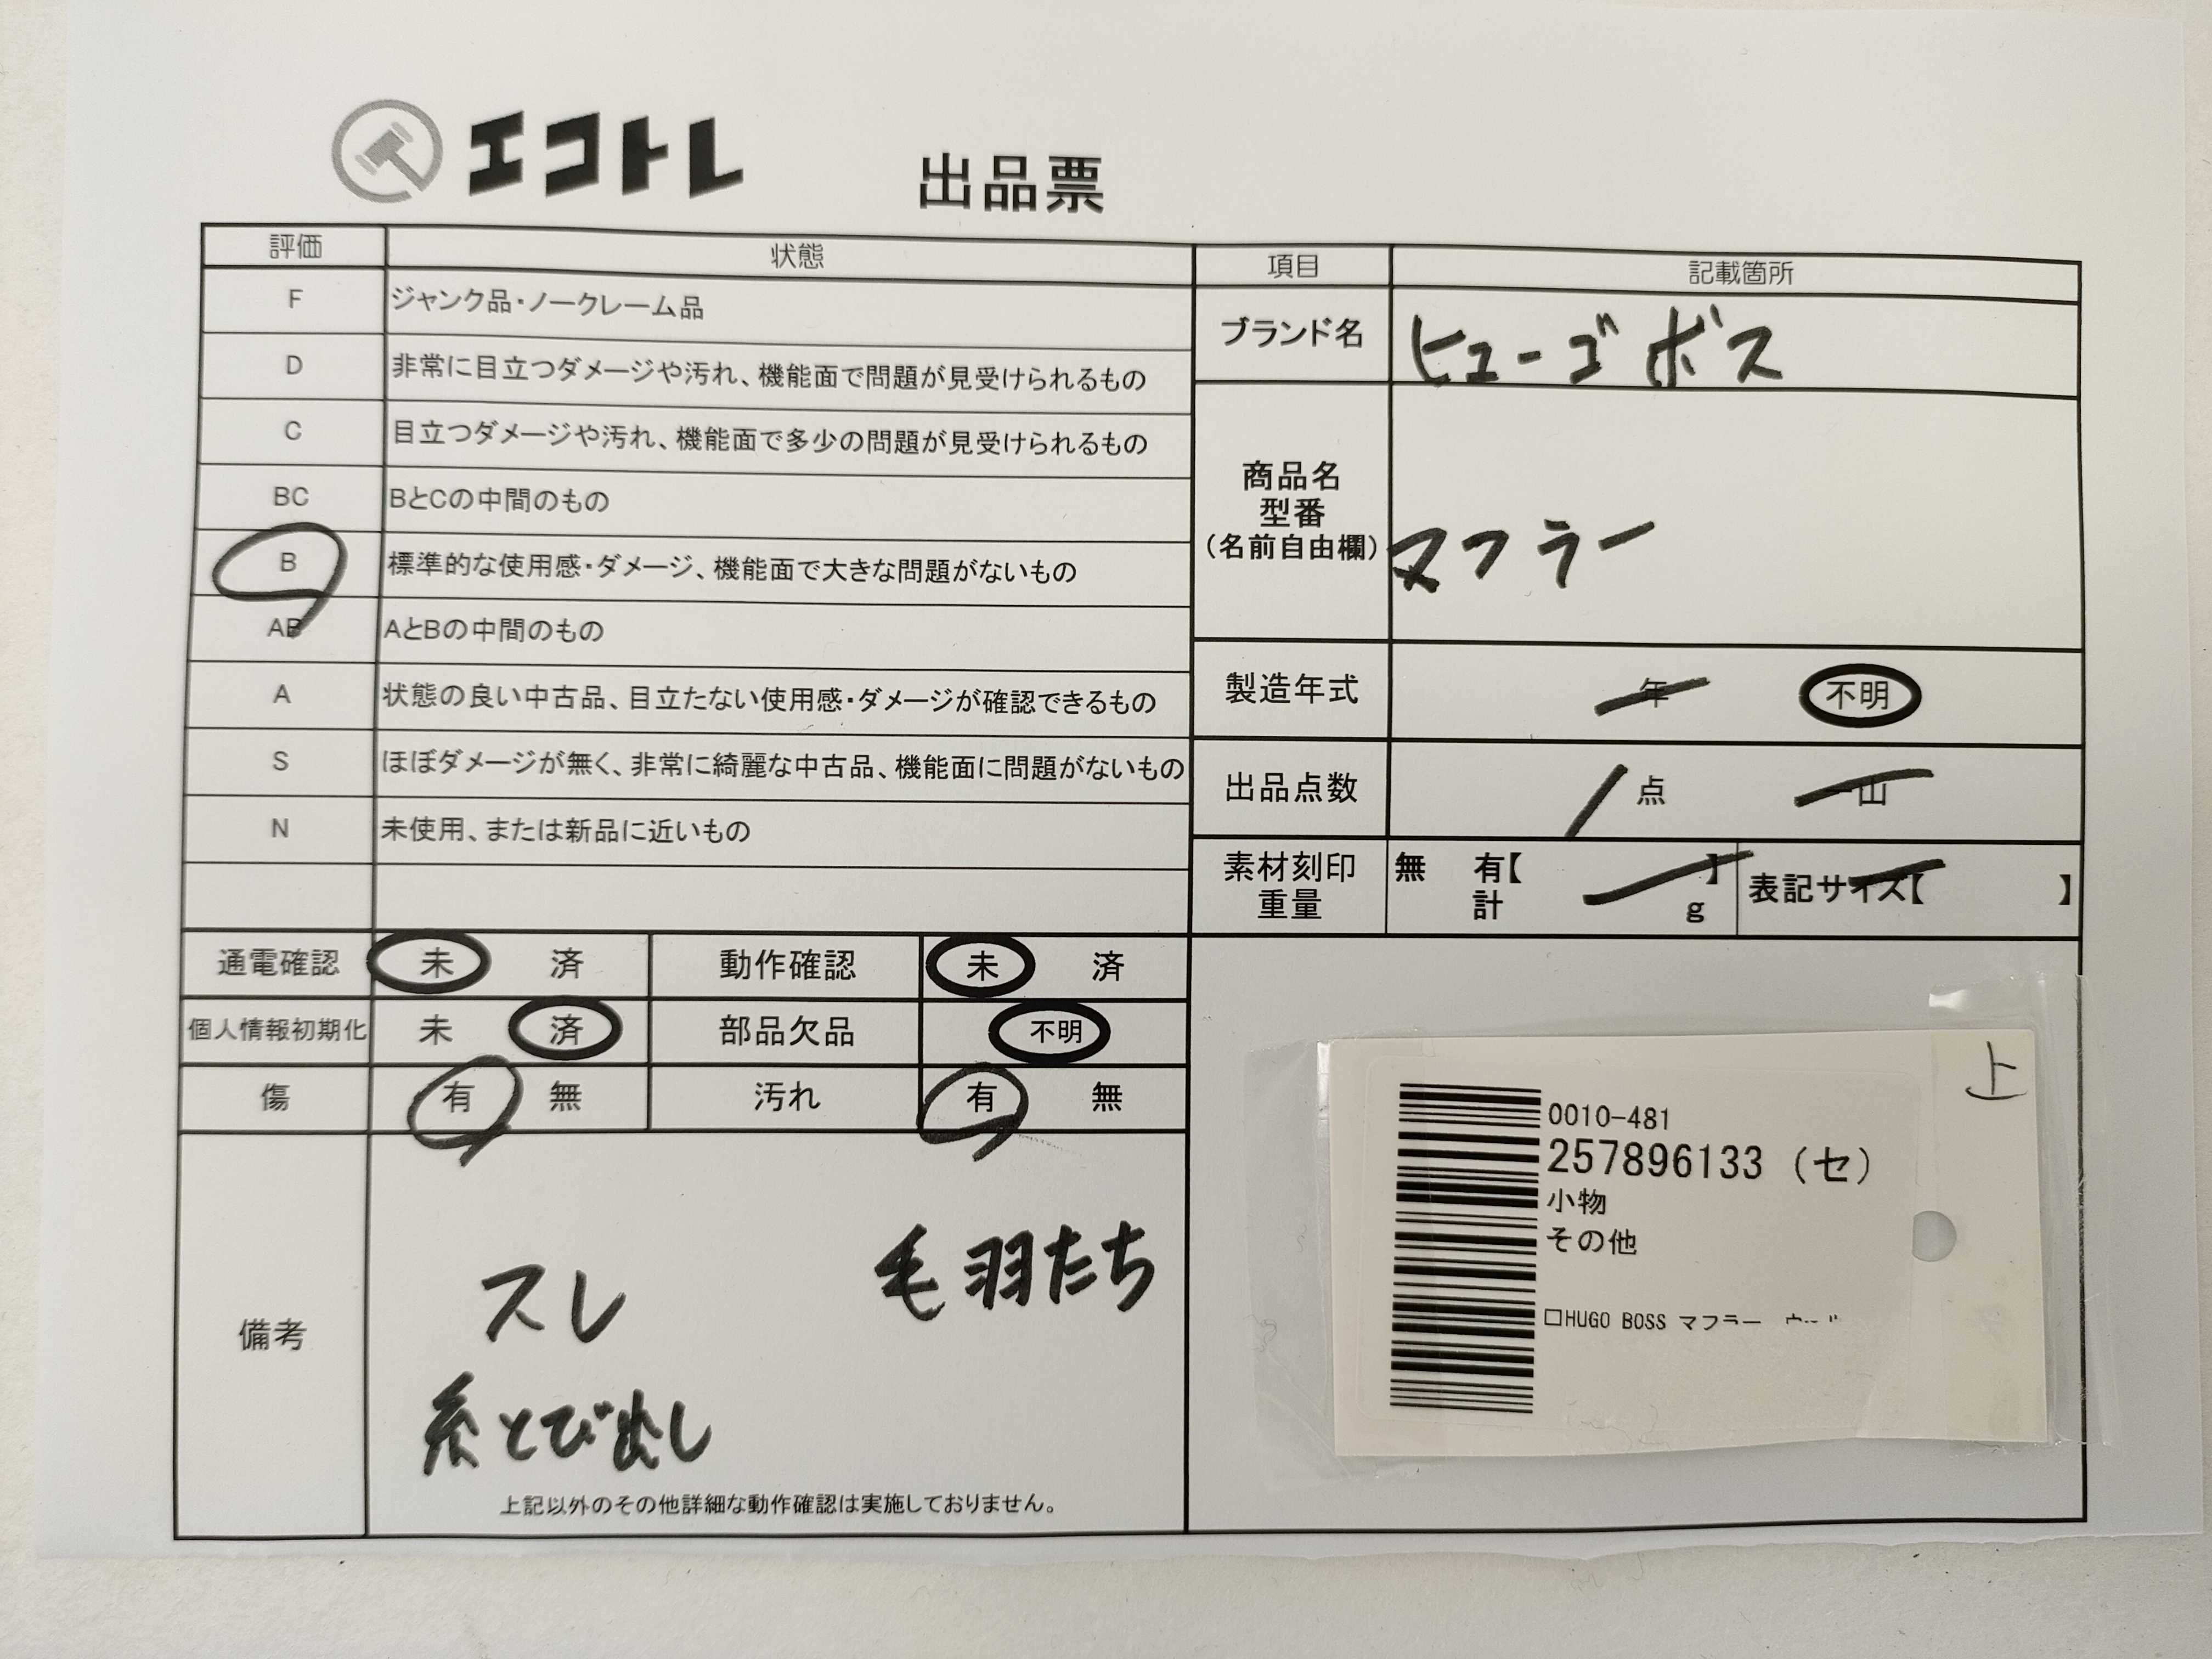 エコトレ
出品票
評価 状態
F ジャンク品・ノークレーム品
D 非常に目立つダメージや汚れ、機能面で問題が見受けられるもの
C 目立つダメージや汚れ、機能面で多少の問題が見受けられるもの
BC BとCの中間のもの
B 標準的な使用感・ダメージ、機能面で大きな問題がないもの
AB AとBの中間のもの
A 状態の良い中古品、目立たない使用感・ダメージが確認できるもの
S ほぼダメージが無く、非常に綺麗な中古品、機能面に問題がないもの
N 未使用、または新品に近いもの
項目 記載箇所
ブランド名 ヒューゴ ボス
商品名
型番
(名前自由欄) マフラー
製造年式 年 不明
出品点数 1 点 一山
素材刻印 無 有【 】
重量 計 g
表記サイズ【 】
通電確認 未 済 動作確認 未 済
個人情報初期化 未 済 部品欠品 不明
傷 有 無 汚れ 有 無
備考
スレ 毛羽たち
糸とび出し
上記以外のその他詳細な動作確認は実施しておりません。
上
0010-481
257896133 (セ)
小物
その他
□HUGO BOSS マフラー